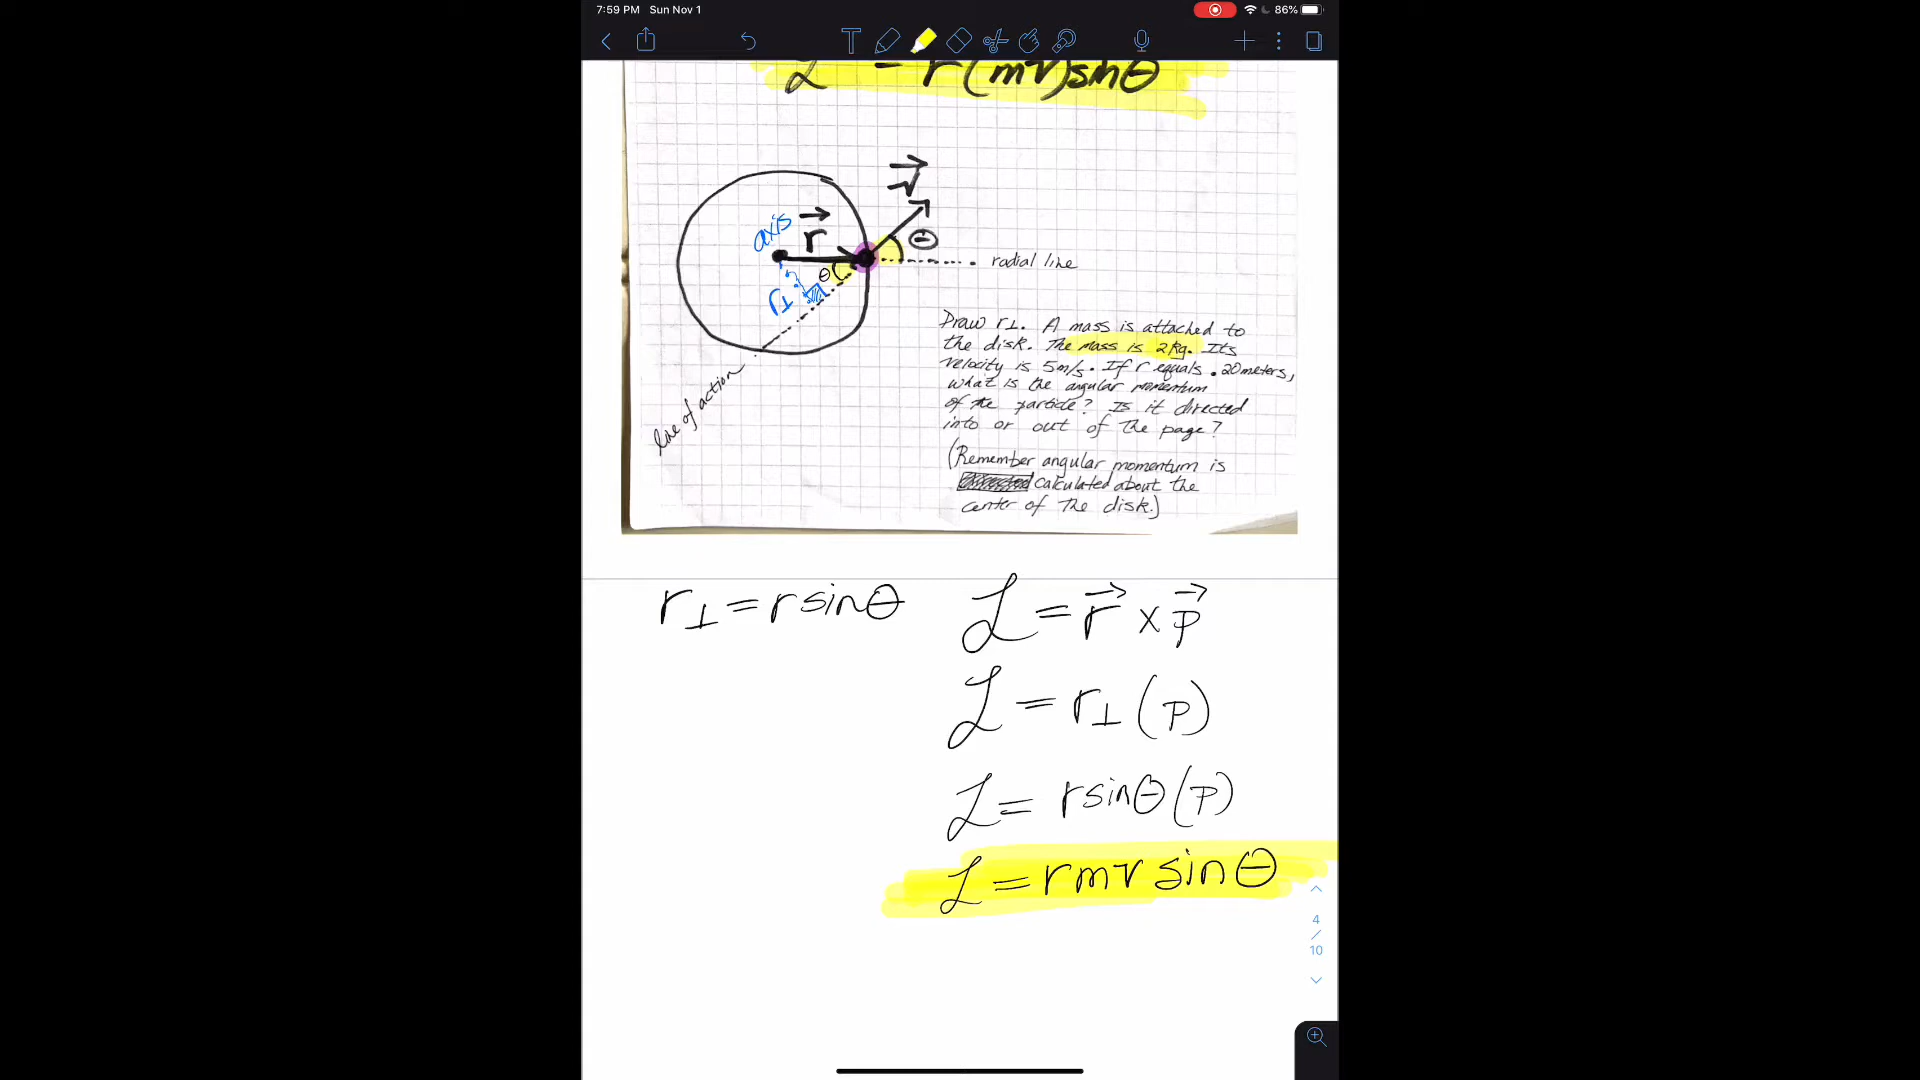 7:59 PM Sun Nov 1
86%
L = r(mv)sinθ
v
axis
r
θ
radial line
θ
r⊥
line of action
Draw r⊥. A mass is attached to
the disk. The mass is 2kg. Its
velocity is 5m/s. If r equals .20meters,
what is the angular momentum
of the particle? Is it directed
into or out of the page?
(Remember angular momentum is
calculated about the
center of the disk.)
r⊥ = r sinθ
L = r x p
L = r⊥ (p)
L = rsinθ (p)
L = rmv sinθ
4
/
10